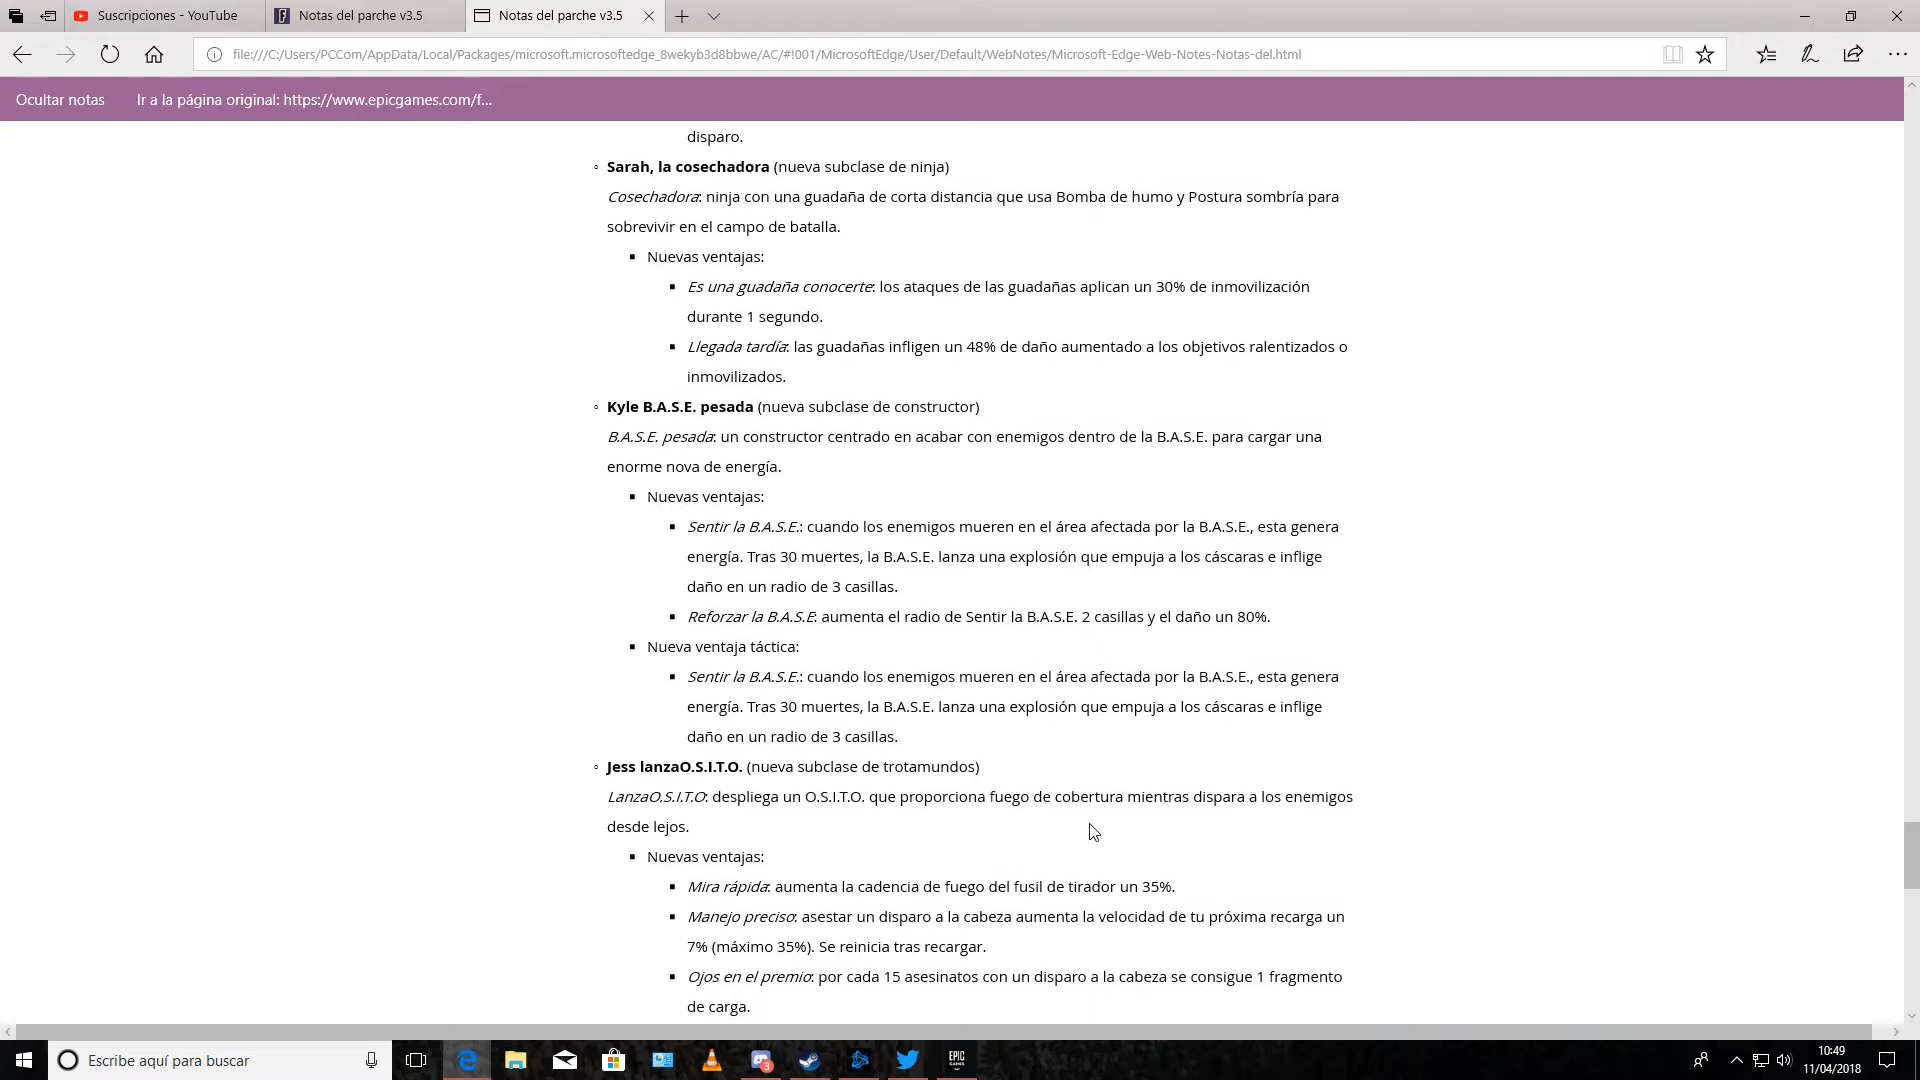 Suscripciones - YouTube
Notas del parche v3.5
Notas del parche v3.5
file:///C:/Users/PCCom/AppData/Local/Packages/microsoft.microsoftedge_8wekyb3d8bbwe/AC/#!001/MicrosoftEdge/User/Default/WebNotes/Microsoft-Edge-Web-Notes-Notas-del.html
Ocultar notas
Ir a la página original: https://www.epicgames.com/f...
disparo.
Sarah, la cosechadora (nueva subclase de ninja)
Cosechadora: ninja con una guadaña de corta distancia que usa Bomba de humo y Postura sombría para
sobrevivir en el campo de batalla.
Nuevas ventajas:
Es una guadaña conocerte: los ataques de las guadañas aplican un 30% de inmovilización
durante 1 segundo.
Llegada tardía: las guadañas infligen un 48% de daño aumentado a los objetivos ralentizados o
inmovilizados.
Kyle B.A.S.E. pesada (nueva subclase de constructor)
B.A.S.E. pesada: un constructor centrado en acabar con enemigos dentro de la B.A.S.E. para cargar una
enorme nova de energía.
Nuevas ventajas:
Sentir la B.A.S.E.: cuando los enemigos mueren en el área afectada por la B.A.S.E., esta genera
energía. Tras 30 muertes, la B.A.S.E. lanza una explosión que empuja a los cáscaras e inflige
daño en un radio de 3 casillas.
Reforzar la B.A.S.E: aumenta el radio de Sentir la B.A.S.E. 2 casillas y el daño un 80%.
Nueva ventaja táctica:
Sentir la B.A.S.E.: cuando los enemigos mueren en el área afectada por la B.A.S.E., esta genera
energía. Tras 30 muertes, la B.A.S.E. lanza una explosión que empuja a los cáscaras e inflige
daño en un radio de 3 casillas.
Jess lanzaO.S.I.T.O. (nueva subclase de trotamundos)
LanzaO.S.I.T.O: despliega un O.S.I.T.O. que proporciona fuego de cobertura mientras dispara a los enemigos
desde lejos.
Nuevas ventajas:
Mira rápida: aumenta la cadencia de fuego del fusil de tirador un 35%.
Manejo preciso: asestar un disparo a la cabeza aumenta la velocidad de tu próxima recarga un
7% (máximo 35%). Se reinicia tras recargar.
Ojos en el premio: por cada 15 asesinatos con un disparo a la cabeza se consigue 1 fragmento
de carga.
Escribe aquí para buscar
3
EPIC
GAMES
10:49
11/04/2018